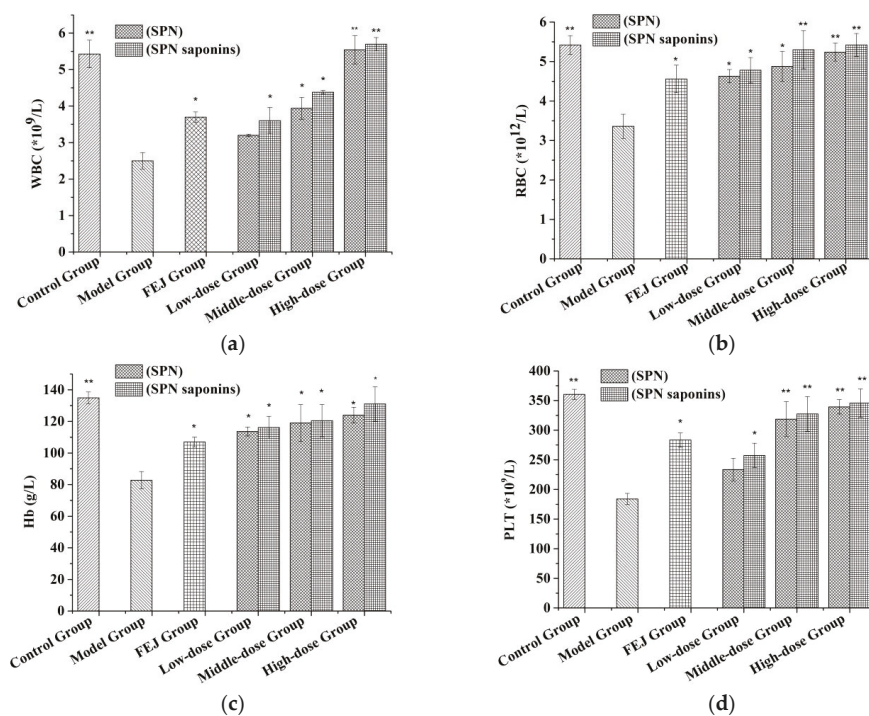 (SPN)
(SPN saponins)
WBC (*10⁹/L)
6
5
4
3
2
1
0
**
*
*
*
*
**
**
Control Group
Model Group
FEJ Group
Low-dose Group
Middle-dose Group
High-dose Group
(a)
(SPN)
(SPN saponins)
RBC (*10¹²/L)
6
5
4
3
2
1
0
**
*
*
*
*
**
**
**
Control Group
Model Group
FEJ Group
Low-dose Group
Middle-dose Group
High-dose Group
(b)
(SPN)
(SPN saponins)
Hb (g/L)
140
120
100
80
60
40
20
0
**
*
*
*
*
*
*
*
Control Group
Model Group
FEJ Group
Low-dose Group
Middle-dose Group
High-dose Group
(c)
(SPN)
(SPN saponins)
PLT (*10⁹/L)
400
350
300
250
200
150
100
50
0
**
*
*
**
**
**
**
Control Group
Model Group
FEJ Group
Low-dose Group
Middle-dose Group
High-dose Group
(d)